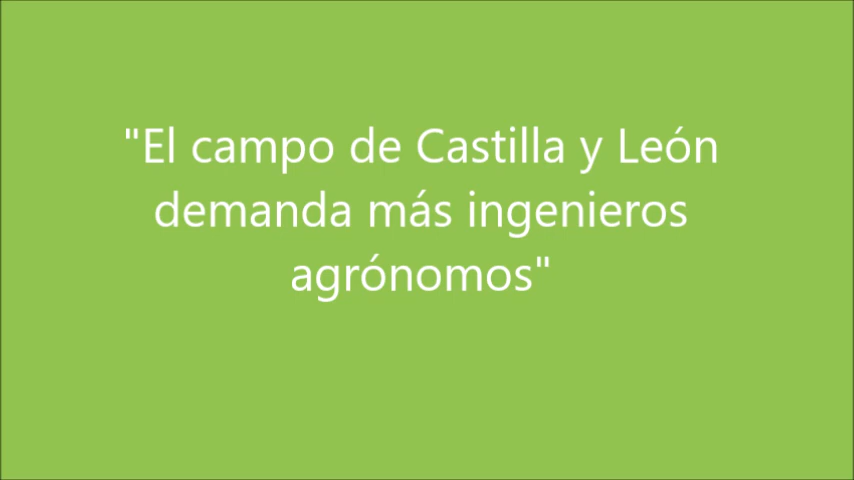 "El campo de Castilla y León
demanda más ingenieros
agrónomos"